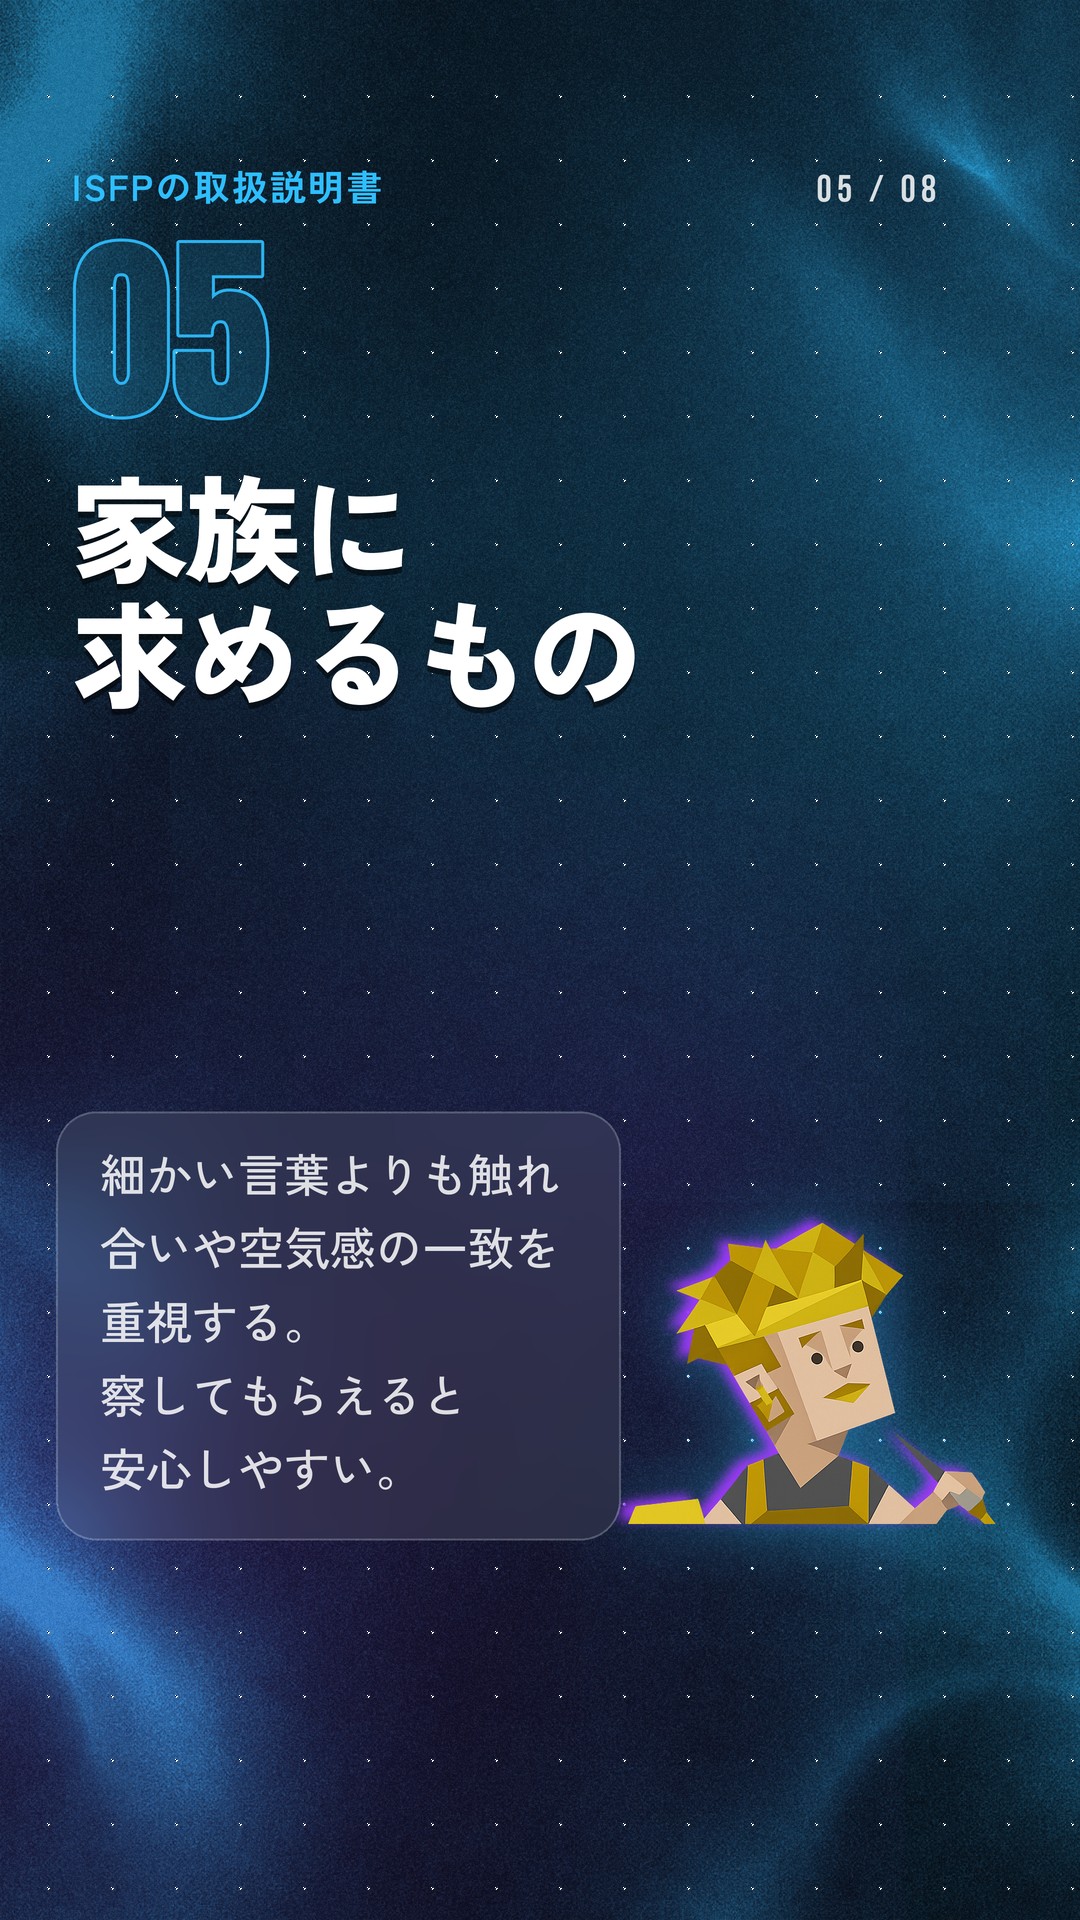 ISFPの取扱説明書
05 / 08
05
家族に
求めるもの
細かい言葉よりも触れ
合いや空気感の一致を
重視する。
察してもらえると
安心しやすい。